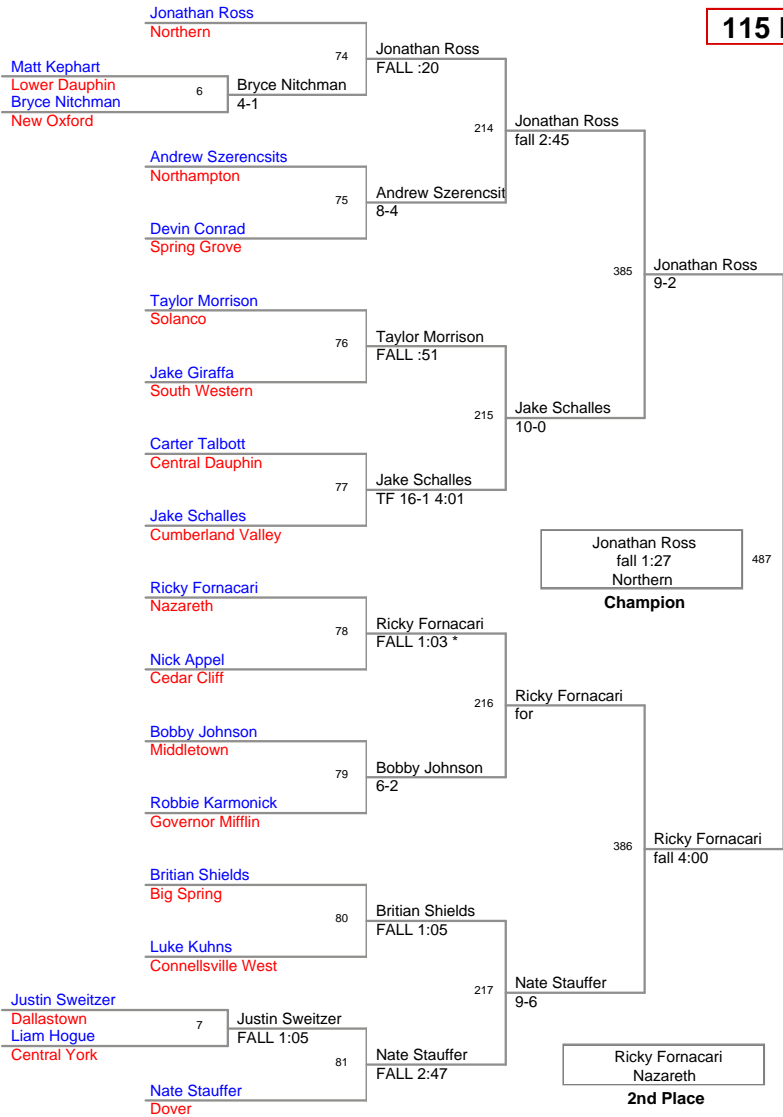 115 
Jonathan Ross
Northern
74
Jonathan Ross
FALL :20
Matt Kephart
Lower Dauphin
6
Bryce Nitchman
4-1
Bryce Nitchman
New Oxford
214
Jonathan Ross
fall 2:45
Andrew Szerencsits
Northampton
75
Andrew Szerencsit
8-4
Devin Conrad
Spring Grove
385
Jonathan Ross
9-2
Taylor Morrison
Solanco
76
Taylor Morrison
FALL :51
Jake Giraffa
South Western
215
Jake Schalles
10-0
Carter Talbott
Central Dauphin
77
Jake Schalles
TF 16-1 4:01
Jake Schalles
Cumberland Valley
Jonathan Ross
fall 1:27
Northern
487
Champion
Ricky Fornacari
Nazareth
78
Ricky Fornacari
FALL 1:03 *
Nick Appel
Cedar Cliff
216
Ricky Fornacari
for
Bobby Johnson
Middletown
79
Bobby Johnson
6-2
Robbie Karmonick
Governor Mifflin
386
Ricky Fornacari
fall 4:00
Britian Shields
Big Spring
80
Britian Shields
FALL 1:05
Luke Kuhns
Connellsville West
217
Nate Stauffer
9-6
Justin Sweitzer
Dallastown
7
Justin Sweitzer
FALL 1:05
Liam Hogue
Central York
81
Nate Stauffer
FALL 2:47
Nate Stauffer
Dover
Ricky Fornacari
Nazareth
2nd Place